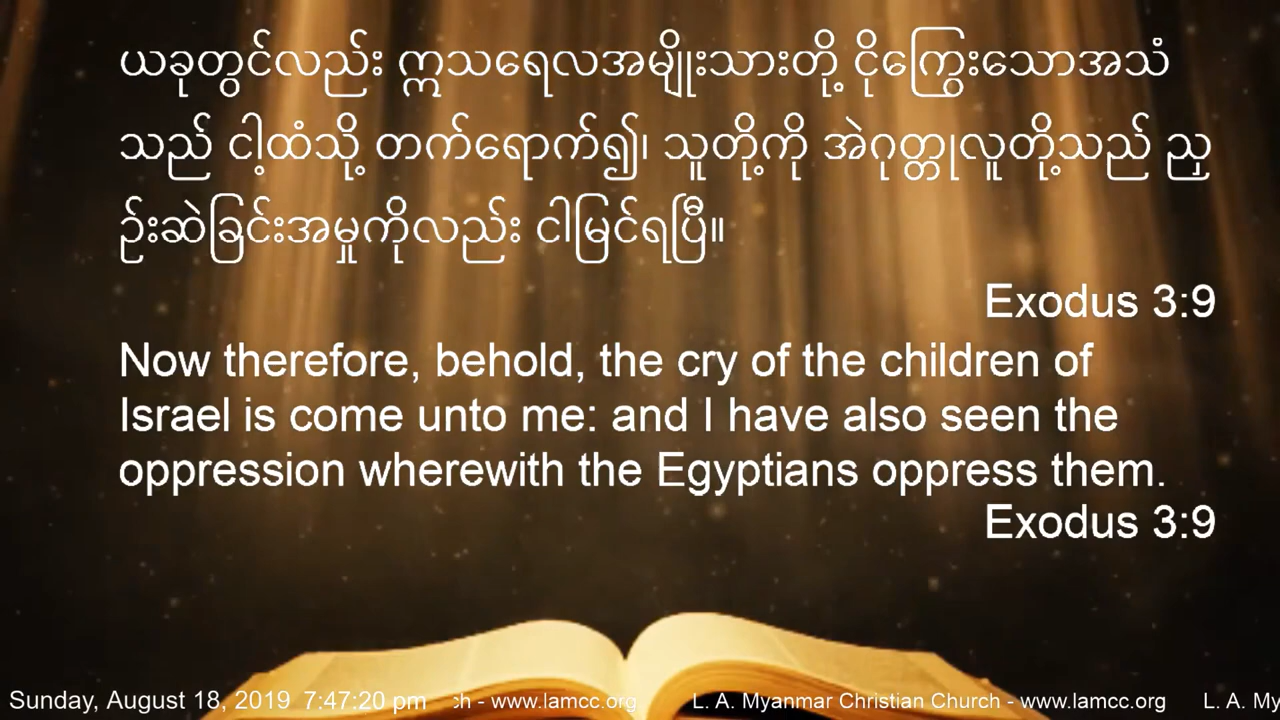 ယခုတွင်လည်း ဣသရေလအမျိုးသားတို့ ငိုကြွေးသောအသံ
သည် ငါ့ထံသို့ တက်ရောက်၍၊ သူတို့ကို အဲဂုတ္တုလူတို့သည် ညှ
ဉ်းဆဲခြင်းအမှုကိုလည်း ငါမြင်ရပြီ။
Exodus 3:9
Now therefore, behold, the cry of the children of
Israel is come unto me: and I have also seen the
oppression wherewith the Egyptians oppress them.
Exodus 3:9
Sunday, August 18, 2019 7:47:20 pm ch - www.lamcc.org L. A. Myanmar Christian Church - www.lamcc.org L. A. My